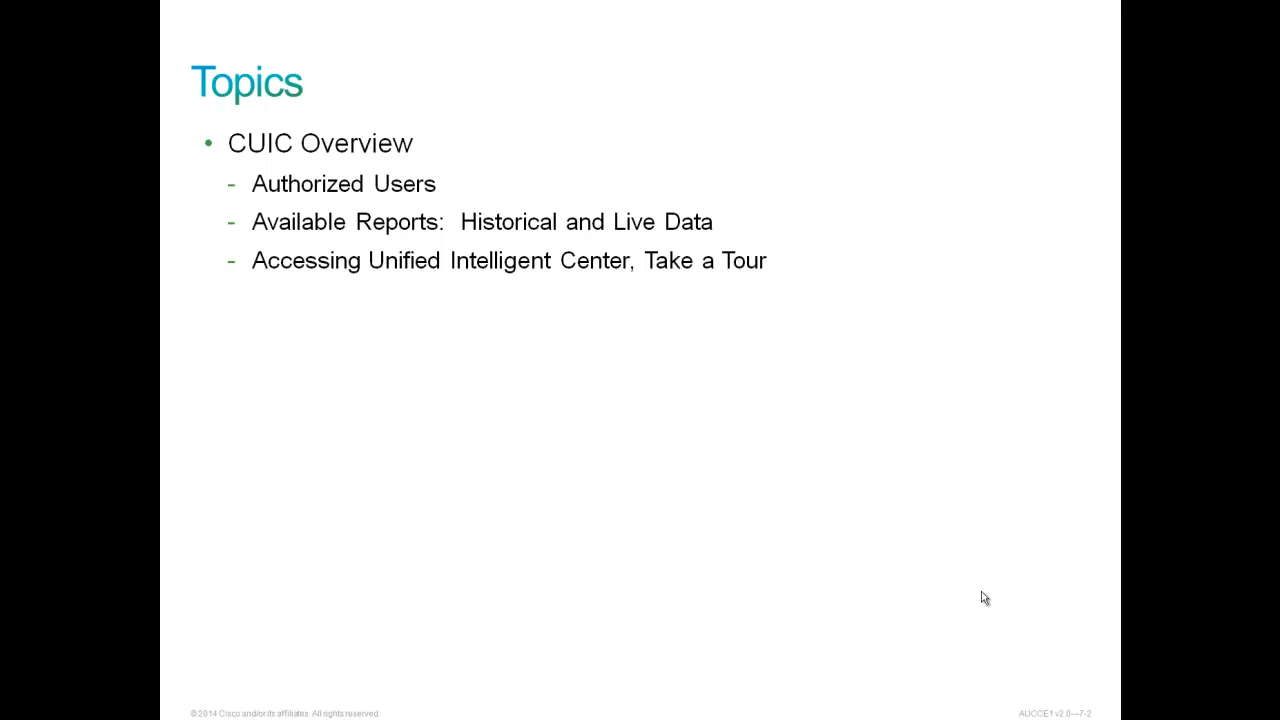 Topics
• CUIC Overview
- Authorized Users
- Available Reports: Historical and Live Data
- Accessing Unified Intelligent Center, Take a Tour
© 2014 Cisco and/or its affiliates. All rights reserved.
AUCCE1 v2.0—7-2